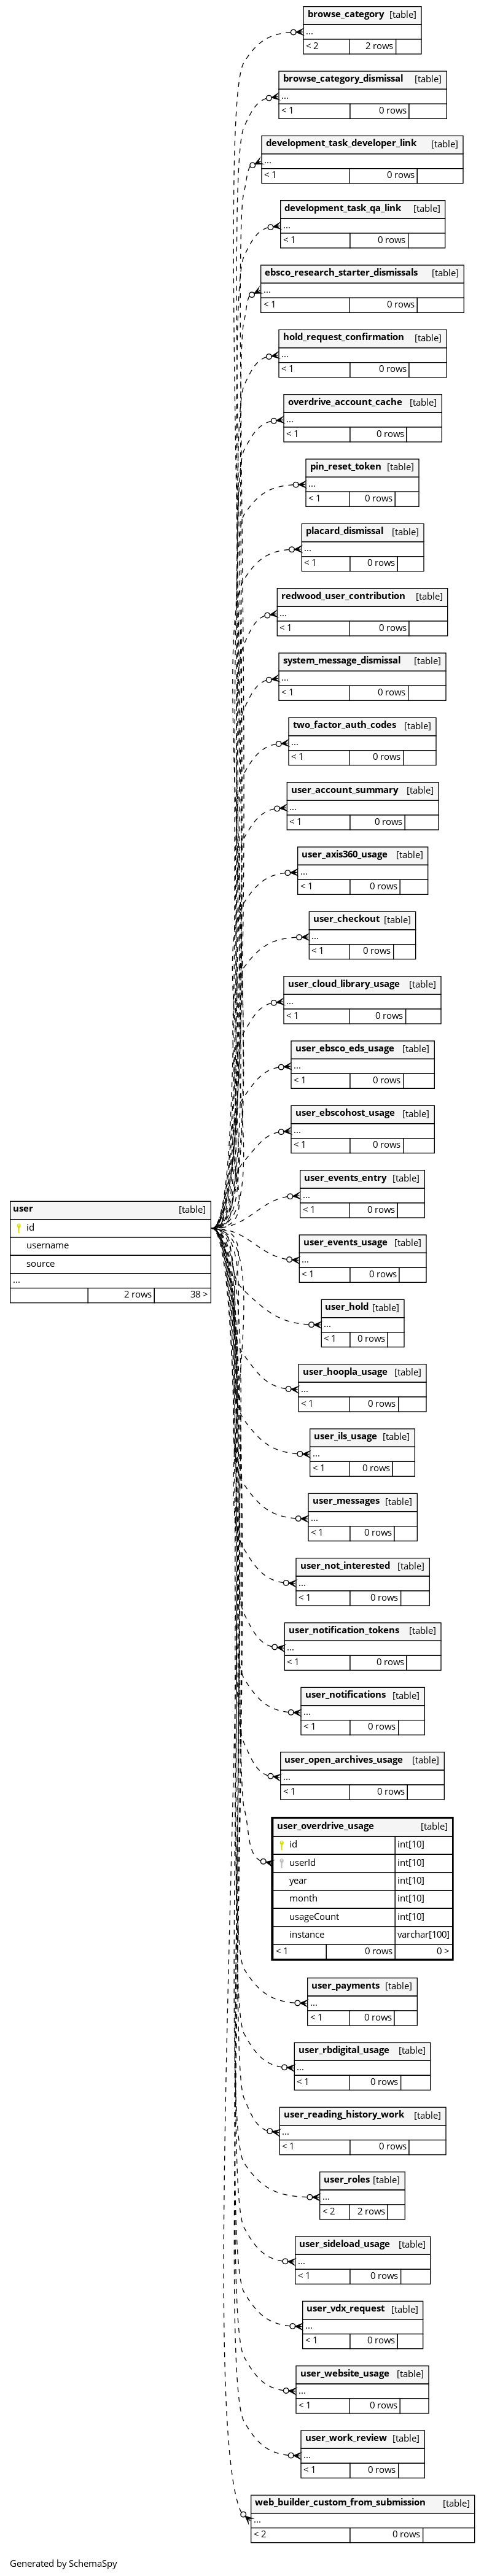 browse_category [table]
...
< 2 2 rows
browse_category_dismissal [table]
...
< 1 0 rows
development_task_developer_link [table]
...
< 1 0 rows
development_task_qa_link [table]
...
< 1 0 rows
ebsco_research_starter_dismissals [table]
...
< 1 0 rows
hold_request_confirmation [table]
...
< 1 0 rows
overdrive_account_cache [table]
...
< 1 0 rows
pin_reset_token [table]
...
< 1 0 rows
placard_dismissal [table]
...
< 1 0 rows
redwood_user_contribution [table]
...
< 1 0 rows
system_message_dismissal [table]
...
< 1 0 rows
two_factor_auth_codes [table]
...
< 1 0 rows
user_account_summary [table]
...
< 1 0 rows
user_axis360_usage [table]
...
< 1 0 rows
user_checkout [table]
...
< 1 0 rows
user_cloud_library_usage [table]
...
< 1 0 rows
user_ebsco_eds_usage [table]
...
< 1 0 rows
user_ebscohost_usage [table]
...
< 1 0 rows
user_events_entry [table]
...
< 1 0 rows
user [table]
id
username
source
...
2 rows 38 >
user_events_usage [table]
...
< 1 0 rows
user_hold [table]
...
< 1 0 rows
user_hoopla_usage [table]
...
< 1 0 rows
user_ils_usage [table]
...
< 1 0 rows
user_messages [table]
...
< 1 0 rows
user_not_interested [table]
...
< 1 0 rows
user_notification_tokens [table]
...
< 1 0 rows
user_notifications [table]
...
< 1 0 rows
user_open_archives_usage [table]
...
< 1 0 rows
user_overdrive_usage [table]
id int[10]
userId int[10]
year int[10]
month int[10]
usageCount int[10]
instance varchar[100]
< 1 0 rows 0 >
user_payments [table]
...
< 1 0 rows
user_rbdigital_usage [table]
...
< 1 0 rows
user_reading_history_work [table]
...
< 1 0 rows
user_roles [table]
...
< 2 2 rows
user_sideload_usage [table]
...
< 1 0 rows
user_vdx_request [table]
...
< 1 0 rows
user_website_usage [table]
...
< 1 0 rows
user_work_review [table]
...
< 1 0 rows
web_builder_custom_from_submission [table]
...
< 2 0 rows
Generated by SchemaSpy